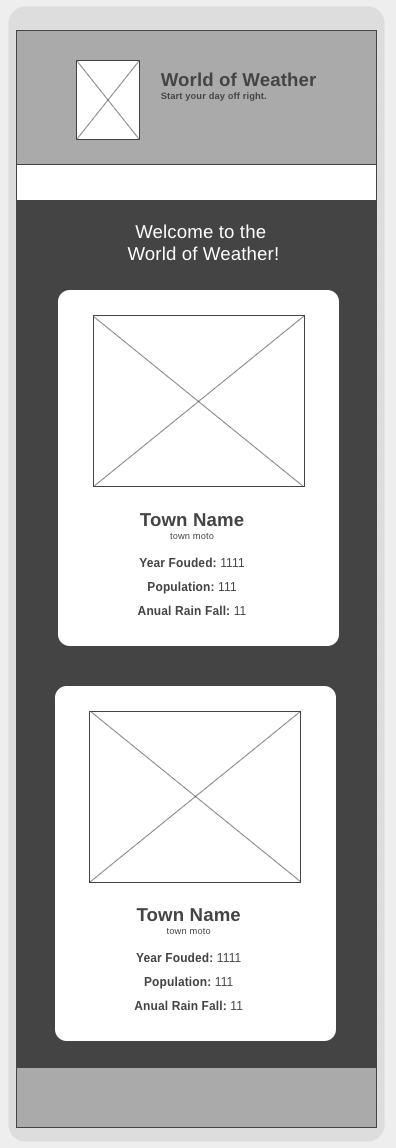 World of Weather
Start your day off right.
Welcome to the
World of Weather!
Town Name
town moto
Year Fouded: 1111
Population: 111
Anual Rain Fall: 11
Town Name
town moto
Year Fouded: 1111
Population: 111
Anual Rain Fall: 11